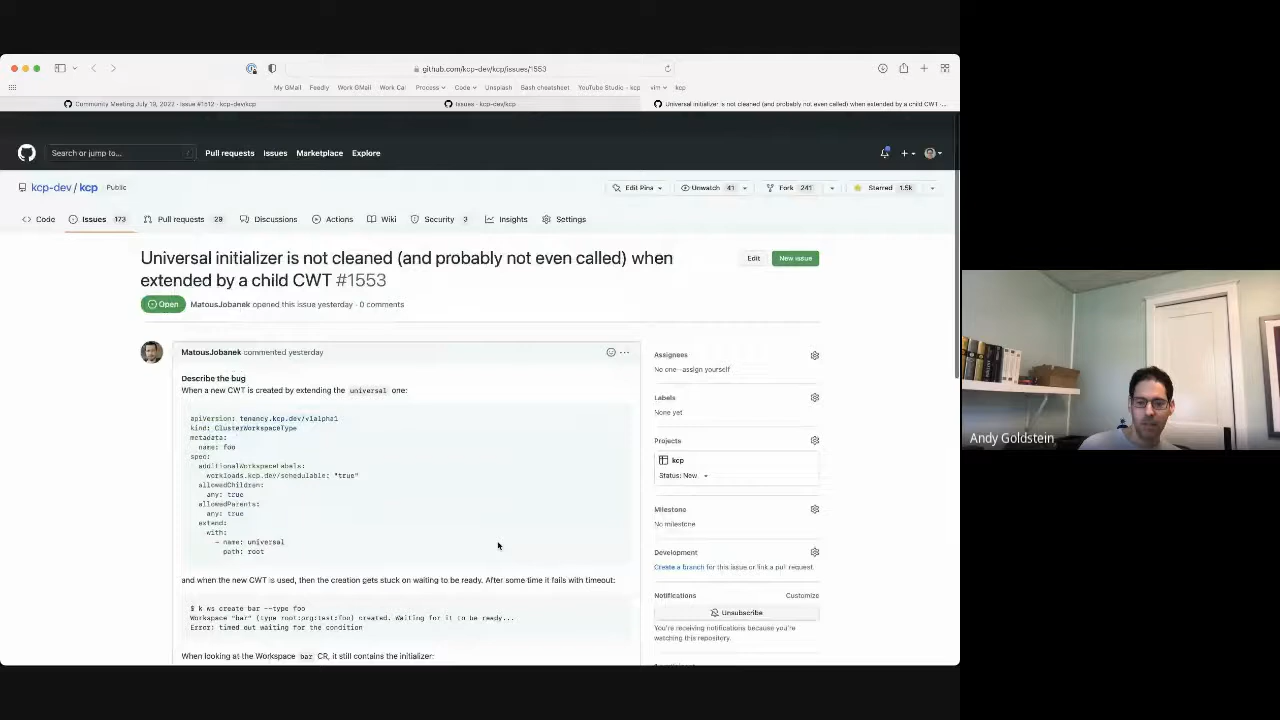 github.com/kcp-dev/kcp/issues/1553
My GMail Feedly Work GMail Work Cal Process Code Unsplash Bash cheatsheet YouTube Studio - kcp vim kcp
Community Meeting July 19, 2022 · Issue #1512 · kcp-dev/kcp
Issues · kcp-dev/kcp
Universal initializer is not cleaned (and probably not even called) when extended by a child CWT ·...
Search or jump to...
/
Pull requests Issues Marketplace Explore
kcp-dev / kcp Public
Edit Pins Unwatch 41 Fork 241 Starred 1.5k
Code Issues 173 Pull requests 29 Discussions Actions Wiki Security 3 Insights Settings
Universal initializer is not cleaned (and probably not even called) when
extended by a child CWT #1553
Edit New issue
Open MatousJobanek opened this issue yesterday · 0 comments
MatousJobanek commented yesterday
Describe the bug
When a new CWT is created by extending the universal one:
apiVersion: tenancy.kcp.dev/v1alpha1
kind: ClusterWorkspaceType
metadata:
name: foo
spec:
additionalWorkspaceLabels:
workloads.kcp.dev/schedulable: "true"
allowedChildren:
any: true
allowedParents:
any: true
extend:
with:
- name: universal
path: root
and when the new CWT is used, then the creation gets stuck on waiting to be ready. After some time it fails with timeout:
$ k ws create bar --type foo
Workspace "bar" (type root:org:test:foo) created. Waiting for it to be ready...
Error: timed out waiting for the condition
When looking at the Workspace bar CR, it still contains the initializer:
Assignees
No one—assign yourself
Labels
None yet
Projects
kcp
Status: New
Milestone
No milestone
Development
Create a branch for this issue or link a pull request.
Notifications
Customize
Unsubscribe
You're receiving notifications because you're
watching this repository.
Andy Goldstein